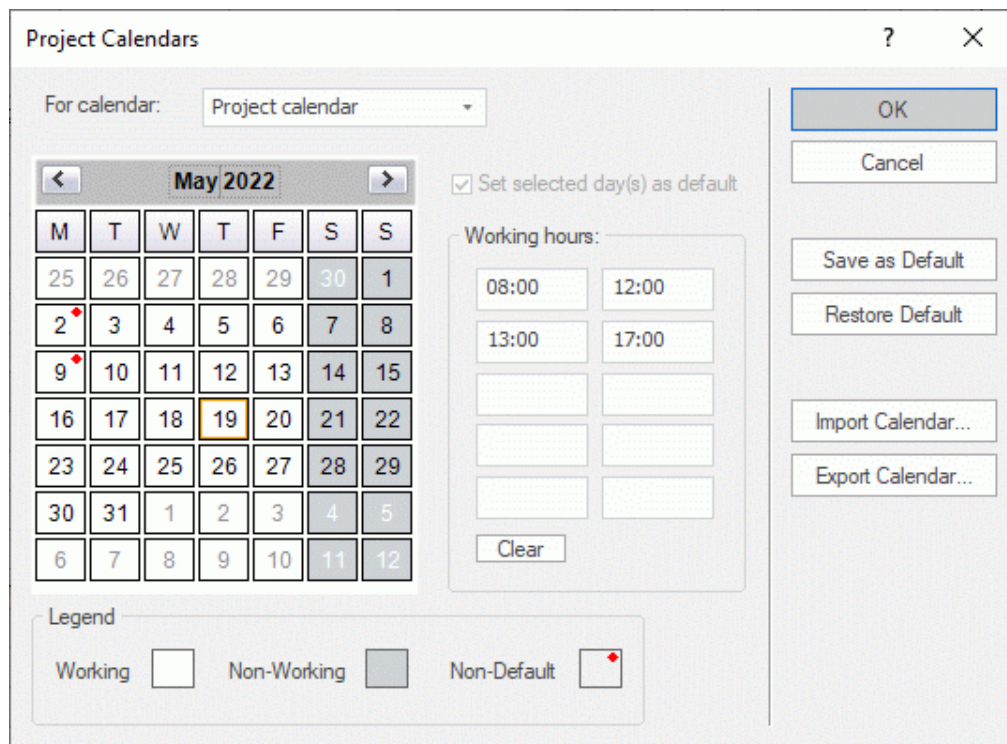 Project Calendars
?
For calendar: Project calendar
OK
Cancel
May 2022
Set selected day(s) as default
M T W T F S S
Working hours:
25 26 27 28 29 30 1
08:00 12:00
Save as Default
2 3 4 5 6 7 8
13:00 17:00
Restore Default
9 10 11 12 13 14 15
16 17 18 19 20 21 22
Import Calendar...
23 24 25 26 27 28 29
Export Calendar...
30 31 1 2 3 4 5
6 7 8 9 10 11 12
Clear
Legend
Working Non-Working Non-Default